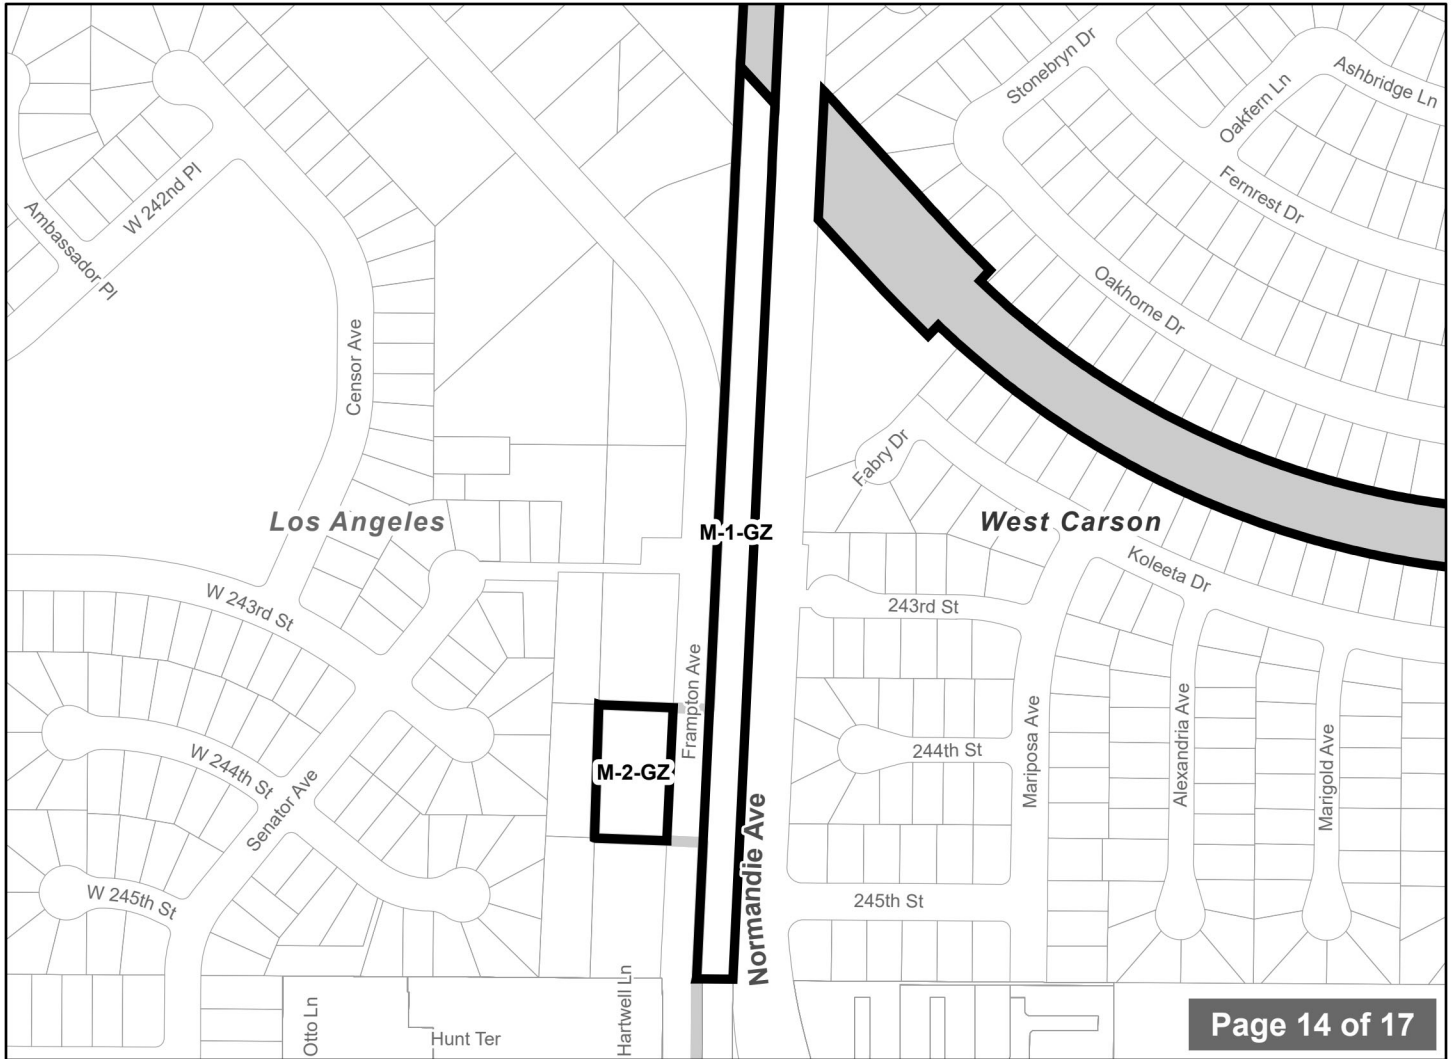 Stonebryn Dr
Ashbridge Ln
Oakfern Ln
W 242nd Pl
Fernrest Dr
Ambassador Pl
Oakhorne Dr
Censor Ave
Fabry Dr
Los Angeles
West Carson
M-1-GZ
Koleeta Dr
W 243rd St
243rd St
Frampton Ave
Mariposa Ave
Alexandria Ave
Marigold Ave
244th St
W 244th St
M-2-GZ
Senator Ave
Normandie Ave
W 245th St
245th St
Otto Ln
Hunt Ter
Hartwell Ln
Page 14 of 17